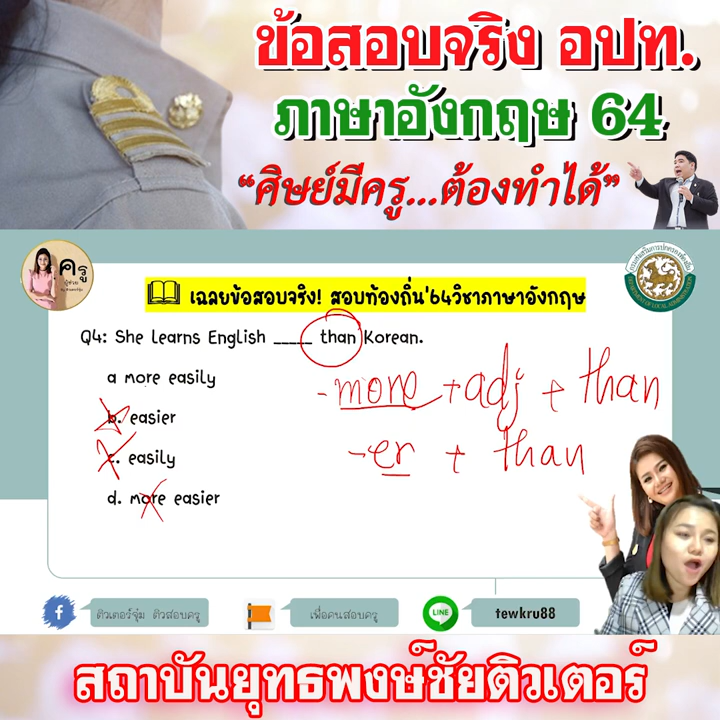 ข้อสอบจริง อปท.
ภาษาอังกฤษ 64
“ศิษย์มีครู...ต้องทำได้”
ครู
เฉลยข้อสอบจริง! สอบท้องถิ่น'64วิชาภาษาอังกฤษ
Q4: She learns English _____ than Korean.
a more easily
b. easier
c. easily
d. more easier
-more + adj + than
-er + than
ติวเตอร์จุ๋ม ติวสอบครู
เพื่อคนสอบครู
LINE
tewkru88
สถาบันยุทธพงษ์ชัยติวเตอร์